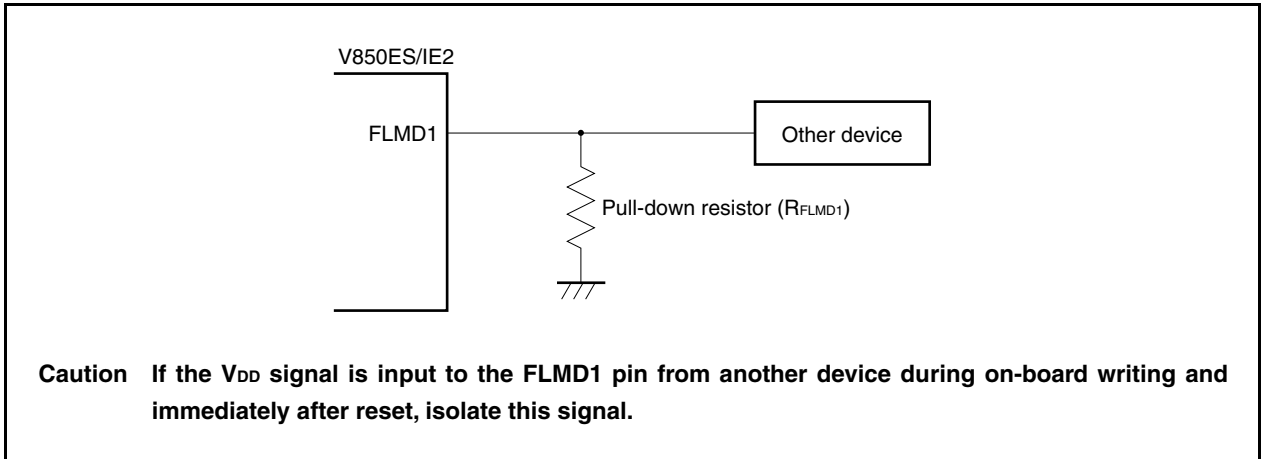 V850ES/IE2
FLMD1
Other device
Pull-down resistor (RFLMD1)
Caution If the VDD signal is input to the FLMD1 pin from another device during on-board writing and
immediately after reset, isolate this signal.